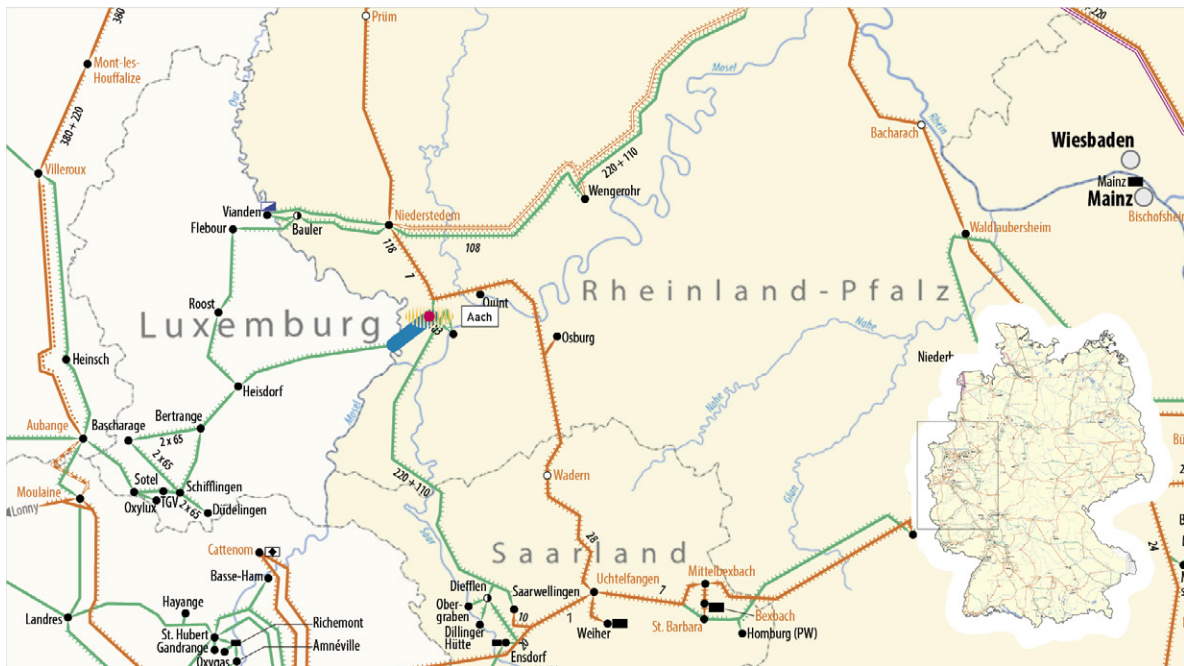 380
Prüm
Mosel
220
Mont-les-
Houffalize
Our
Rhein
380 + 220
Bacharach
Wiesbaden
Villeroux
220 + 110
Wengerohr
Mainz
Mainz
Bischofsheim
Vianden
Niederstedem
Flebour
Bauler
118
108
Waldlaubersheim
1
Roost
Quint
Rheinland-Pfalz
Luxemburg
Aach
Nahe
Osburg
Heinsch
Heisdorf
Mosel
Nahe
Bertrange
Aubange
Bascharage
2 x 65
2 x 65
Wadern
Sotel
Schifflingen
220 + 110
Moulaine
TGV
Glan
Lonny
Oxylux
2 x 65
Düdelingen
Saar
28
24
Cattenom
Saarland
Basse-Ham
Mittelbexbach
Diefflen
Uchtelfangen
7
Hayange
Ober-
graben
Saarwellingen
Bexbach
Landres
10
St. Hubert
Richemont
Dillinger
Hütte
1
Weiher
St. Barbara
Homburg (PW)
Gandrange
Amnéville
Ensdorf
Oxygas